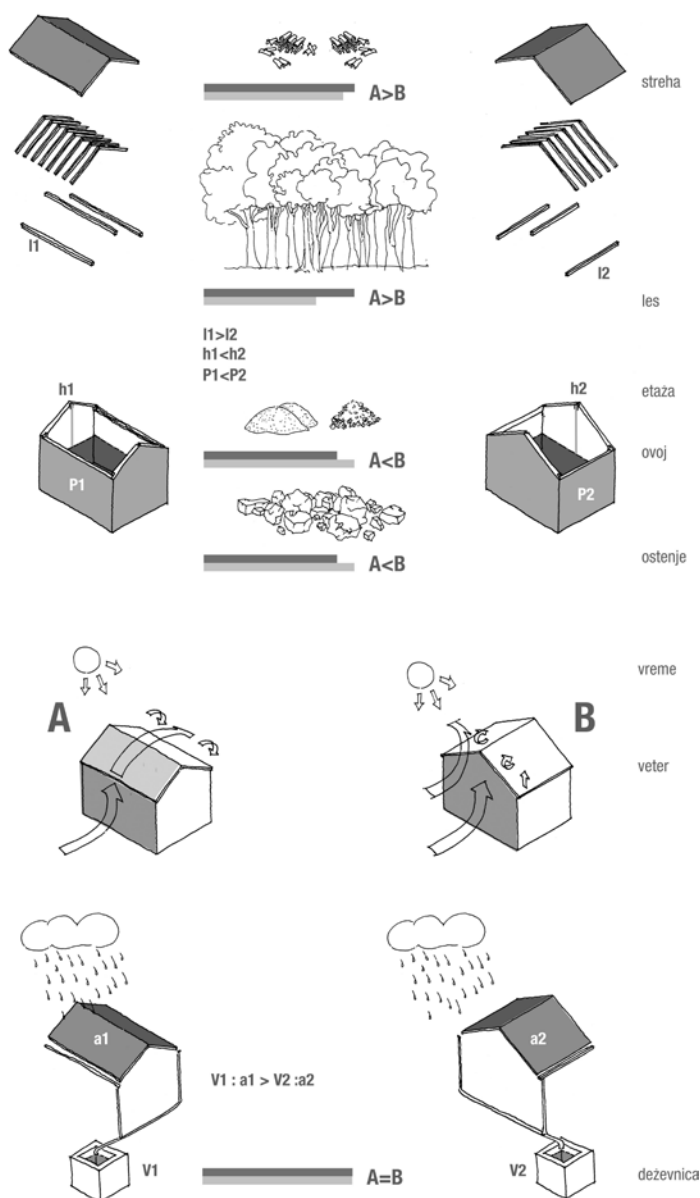 A>B
streha
l1
A>B
l2
les
l1>l2
h1<h2
P1<P2
h1
h2
etaža
P1
A<B
P2
ovoj
A<B
ostenje
vreme
A
B
veter
a1
a2
V1 : a1 > V2 :a2
V1
A=B
V2
deževnica